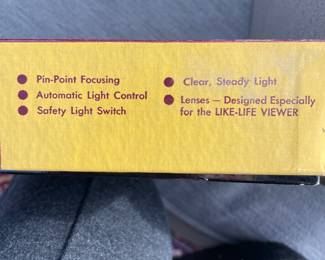 Pin-Point Focusing
Automatic Light Control
Safety Light Switch
Clear, Steady Light
Lenses — Designed Especially
for the LIKE-LIFE VIEWER